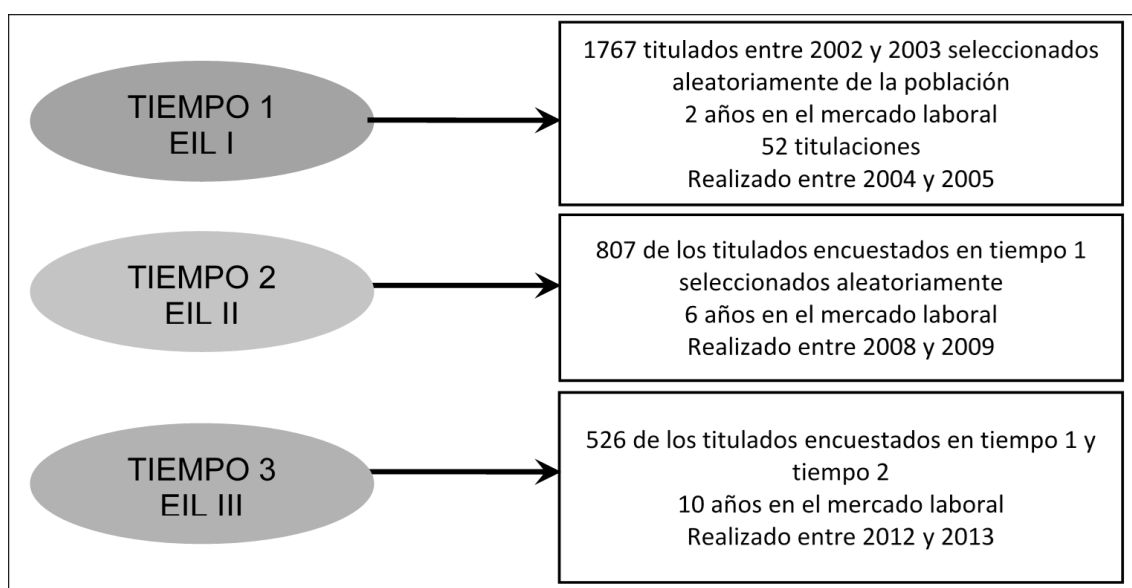 TIEMPO 1
EIL I
1767 titulados entre 2002 y 2003 seleccionados
aleatoriamente de la población
2 años en el mercado laboral
52 titulaciones
Realizado entre 2004 y 2005
TIEMPO 2
EIL II
807 de los titulados encuestados en tiempo 1
seleccionados aleatoriamente
6 años en el mercado laboral
Realizado entre 2008 y 2009
TIEMPO 3
EIL III
526 de los titulados encuestados en tiempo 1 y
tiempo 2
10 años en el mercado laboral
Realizado entre 2012 y 2013